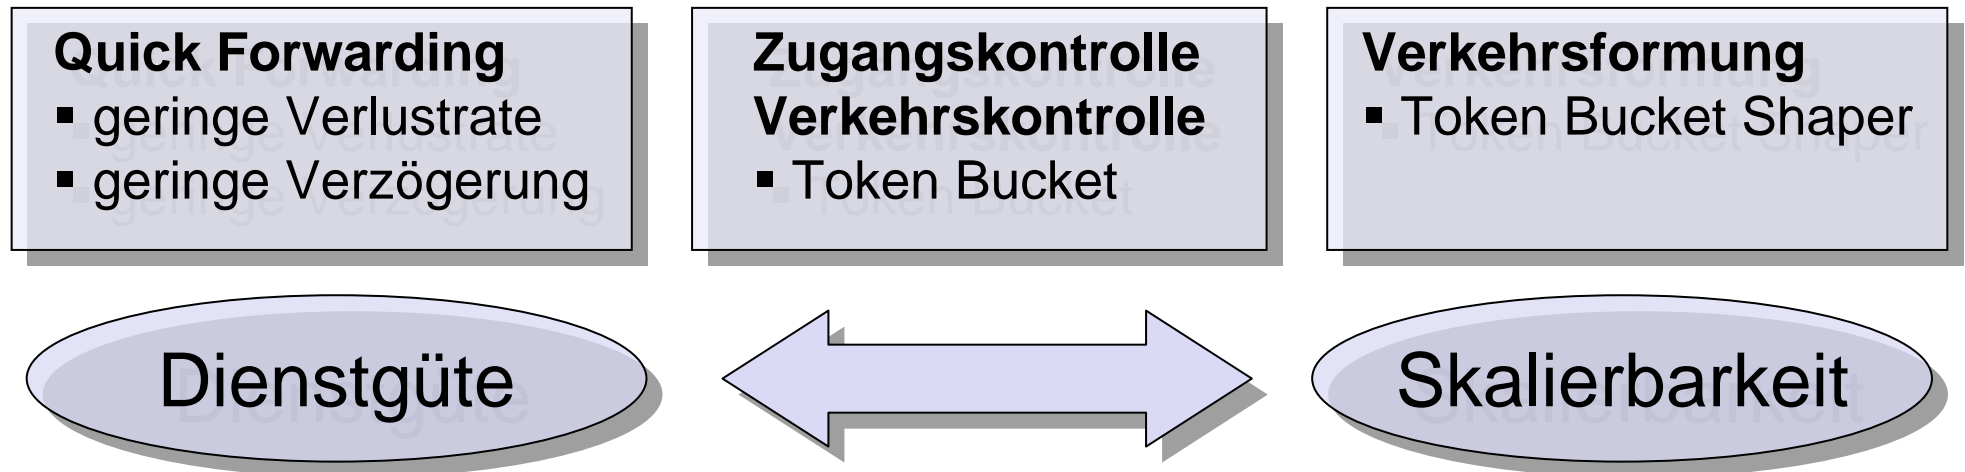 Quick Forwarding
▪ geringe Verlustrate
▪ geringe Verzögerung
Zugangskontrolle
Verkehrskontrolle
▪ Token Bucket
Verkehrsformung
▪ Token Bucket Shaper
Dienstgüte
Skalierbarkeit